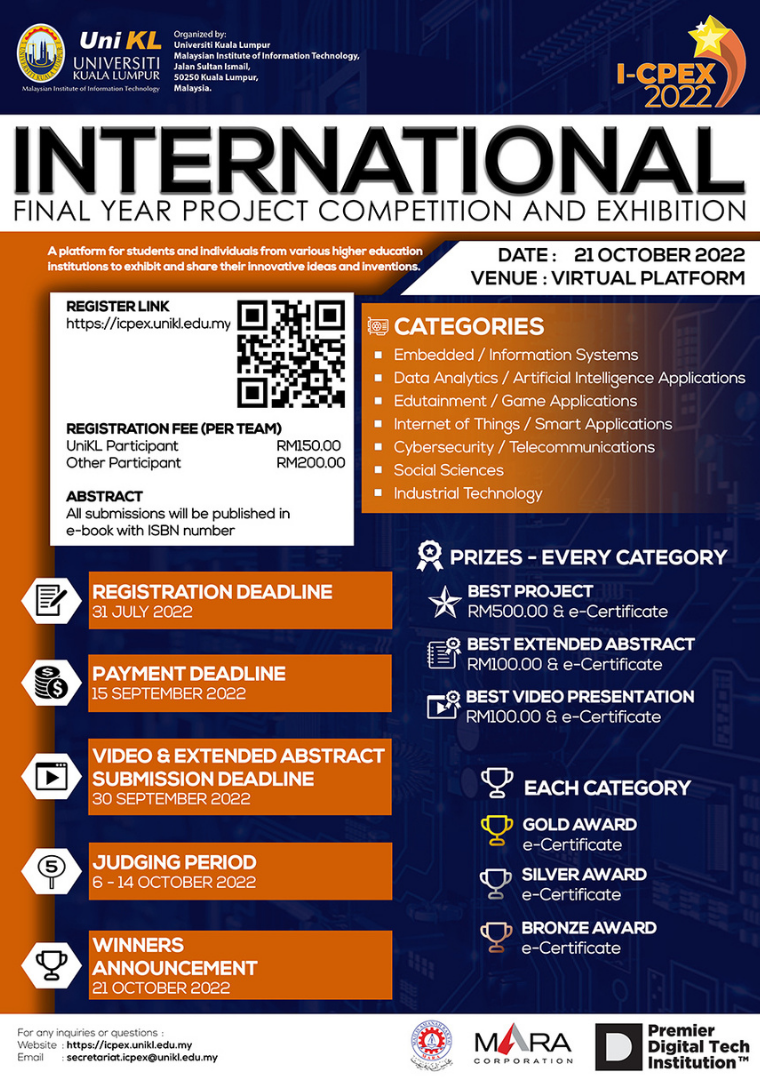 Uni KL
UNIVERSITI
KUALA LUMPUR
Malaysian Institute of Information Technology
Organized by:
Universiti Kuala Lumpur
Malaysian Institute of Information Technology,
Jalan Sultan Ismail,
50250 Kuala Lumpur,
Malaysia.
I-CPEX
2022
INTERNATIONAL
FINAL YEAR PROJECT COMPETITION AND EXHIBITION
A platform for students and individuals from various higher education
institutions to exhibit and share their innovative ideas and inventions.
DATE : 21 OCTOBER 2022
VENUE : VIRTUAL PLATFORM
REGISTER LINK
https://icpex.unikl.edu.my
REGISTRATION FEE (PER TEAM)
UniKL Participant RM150.00
Other Participant RM200.00
ABSTRACT
All submissions will be published in
e-book with ISBN number
CATEGORIES
Embedded / Information Systems
Data Analytics / Artificial Intelligence Applications
Edutainment / Game Applications
Internet of Things / Smart Applications
Cybersecurity / Telecommunications
Social Sciences
Industrial Technology
REGISTRATION DEADLINE
31 JULY 2022
PAYMENT DEADLINE
15 SEPTEMBER 2022
VIDEO & EXTENDED ABSTRACT
SUBMISSION DEADLINE
30 SEPTEMBER 2022
5
JUDGING PERIOD
6 - 14 OCTOBER 2022
WINNERS
ANNOUNCEMENT
21 OCTOBER 2022
PRIZES - EVERY CATEGORY
BEST PROJECT
RM500.00 & e-Certificate
BEST EXTENDED ABSTRACT
RM100.00 & e-Certificate
BEST VIDEO PRESENTATION
RM100.00 & e-Certificate
EACH CATEGORY
GOLD AWARD
e-Certificate
SILVER AWARD
e-Certificate
BRONZE AWARD
e-Certificate
For any inquiries or questions :
Website : https://icpex.unikl.edu.my
Email : secretariat.icpex@unikl.edu.my
MARA
CORPORATION
D
Premier
Digital Tech
Institution™